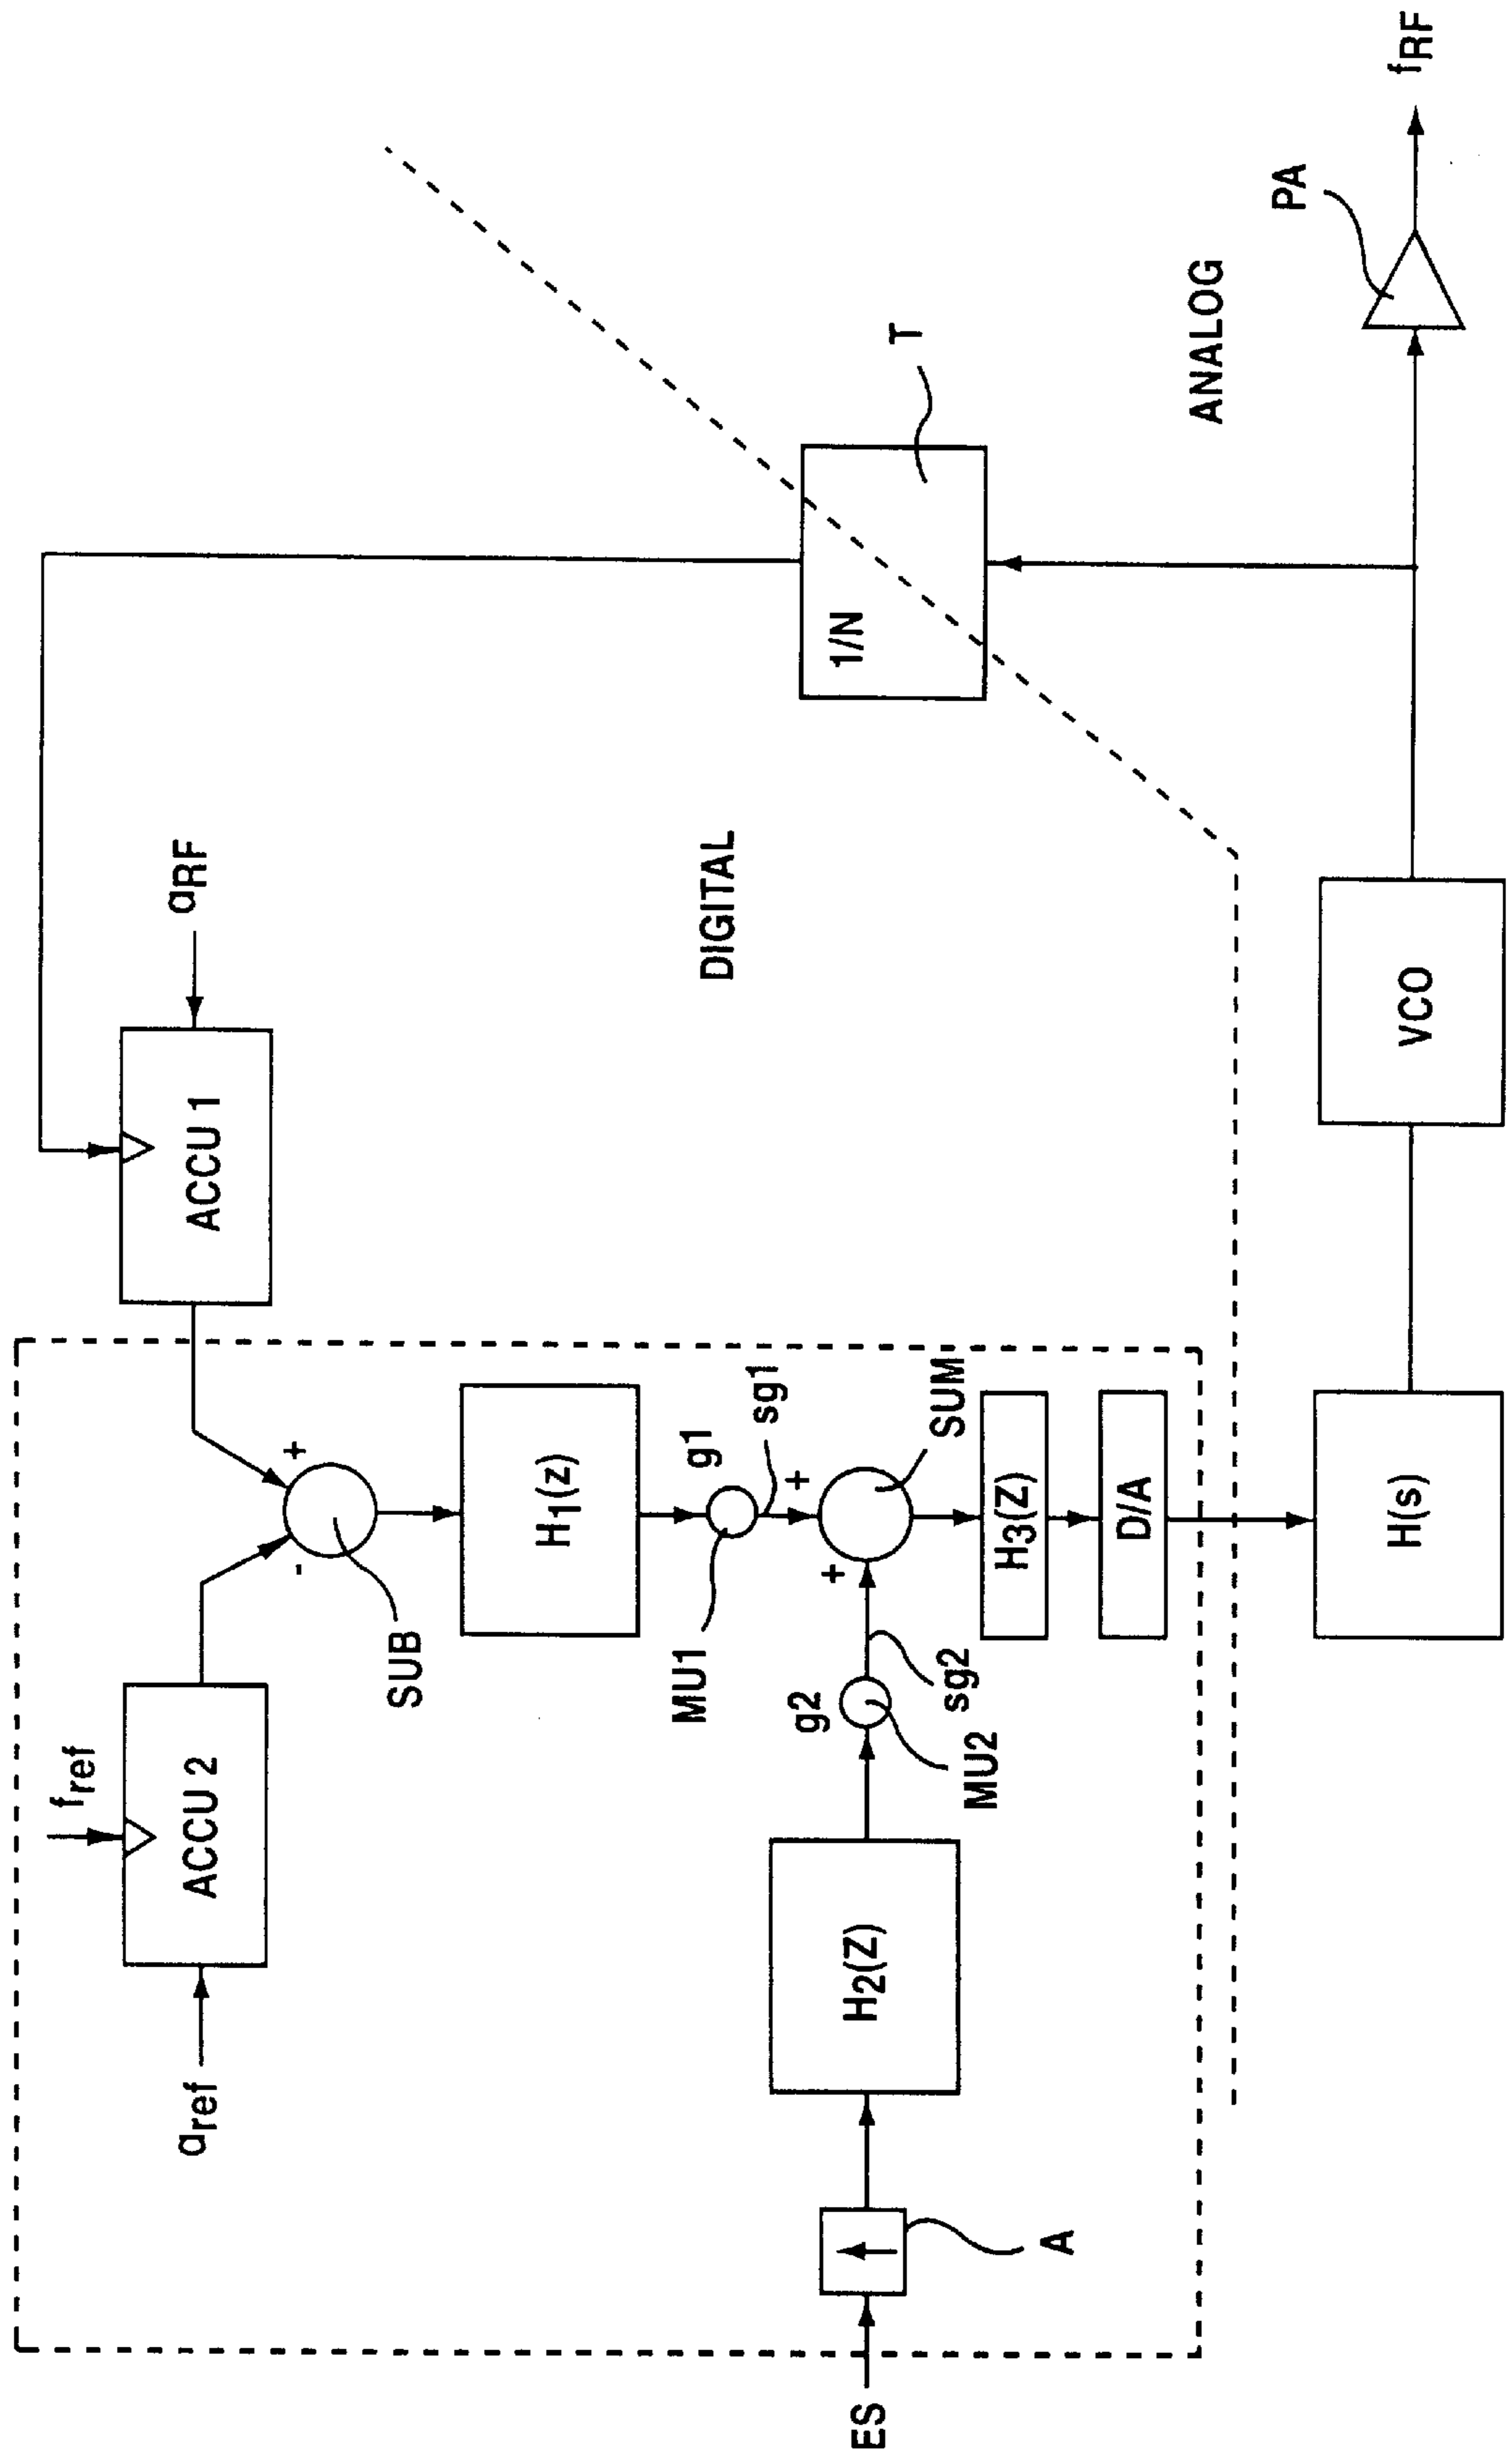 fref
aref
ACCU 2
ACCU 1
aRF
-
+
SUB
H1(z)
DIGITAL
1/N
T
MU1
g1
sg1
ES
A
H2(Z)
g2
MU2
sg2
+
+
SUM
H3(Z)
D/A
ANALOG
H(s)
VCO
PA
fRF